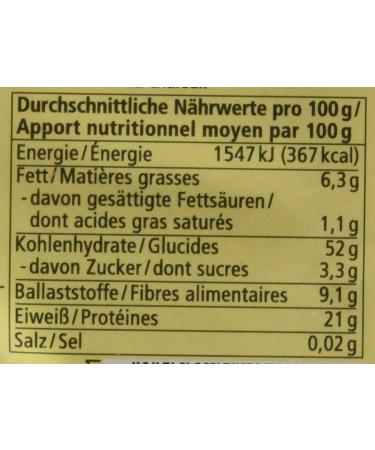 Durchschnittliche Nährwerte pro 100 g/
Apport nutritionnel moyen par 100 g
Energie/Énergie 1547 kJ (367 kcal)
Fett/Matières grasses 6,3 g
- davon gesättigte Fettsäuren/
dont acides gras saturés 1,1 g
Kohlenhydrate/Glucides 52 g
- davon Zucker/dont sucres 3,3 g
Ballaststoffe/Fibres alimentaires 9,1 g
Eiweiß/Protéines 21 g
Salz/Sel 0,02 g